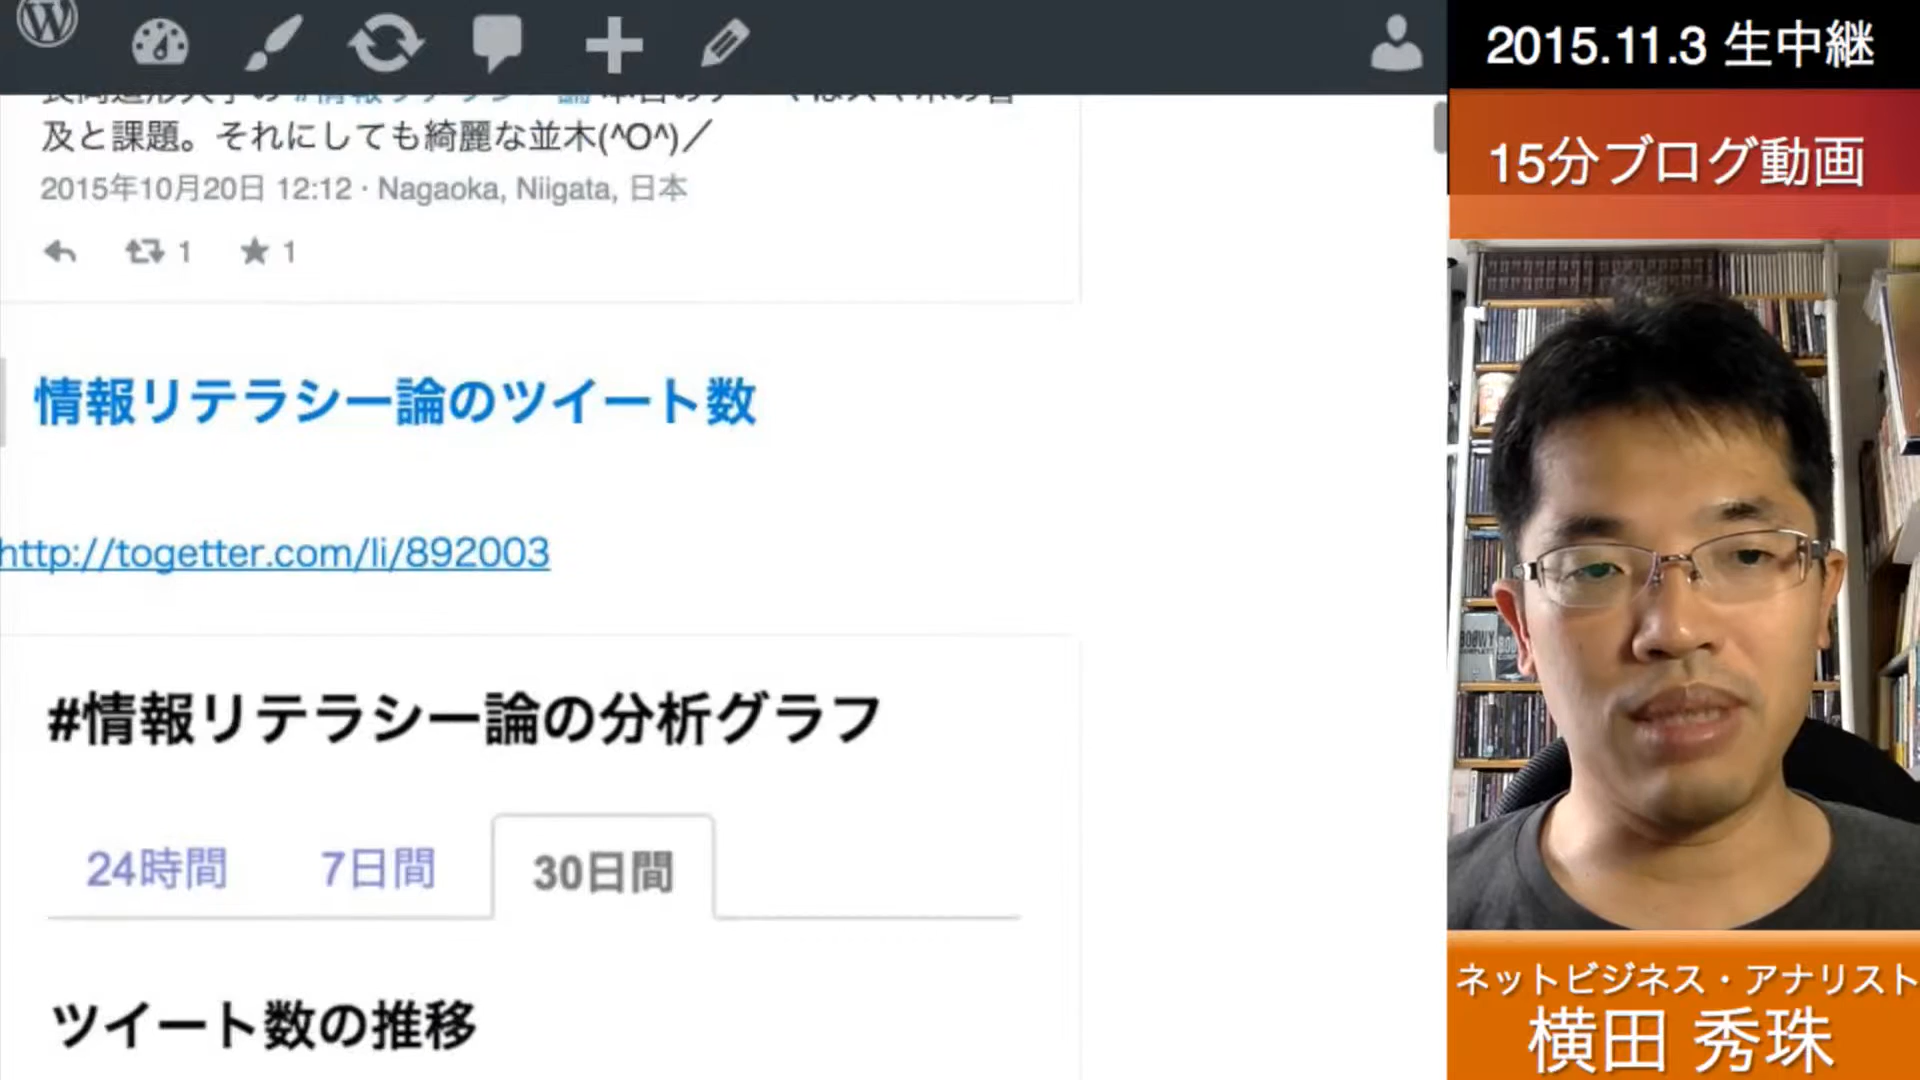 及と課題。それにしても綺麗な並木(^O^)／
2015年10月20日 12:12 · Nagaoka, Niigata, 日本
1
1
情報リテラシー論のツイート数
http://togetter.com/li/892003
#情報リテラシー論の分析グラフ
24時間
7日間
30日間
ツイート数の推移
2015.11.3 生中継
15分ブログ動画
BOØWY
ネットビジネス・アナリスト
横田 秀珠